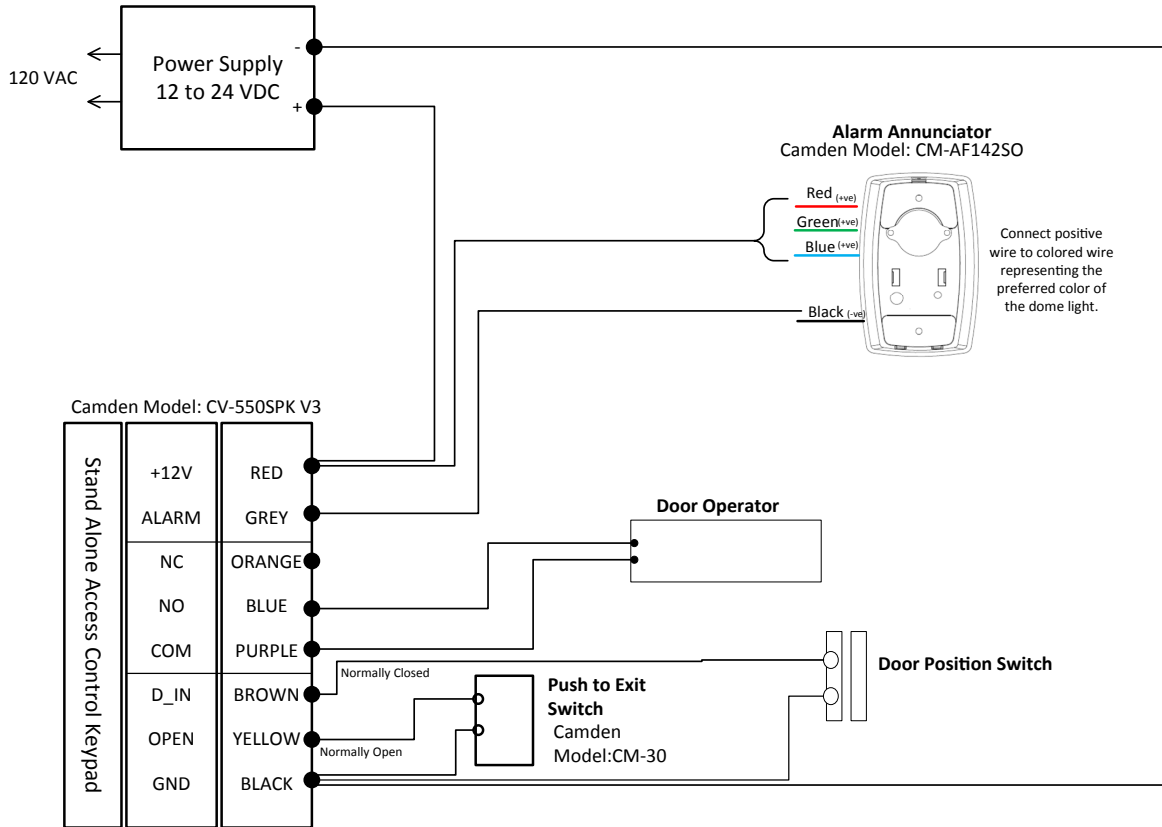 120 VAC
Power Supply
12 to 24 VDC
-
+
Alarm Annunciator
Camden Model: CM-AF142SO
Red (+ve)
Green(+ve)
Blue (+ve)
Black (-ve)
Connect positive
wire to colored wire
representing the
preferred color of
the dome light.
Camden Model: CV-550SPK V3
Stand Alone Access Control Keypad
+12V RED
ALARM GREY
NC ORANGE
NO BLUE
COM PURPLE
D_IN BROWN
OPEN YELLOW
GND BLACK
Door Operator
Normally Closed
Normally Open
Push to Exit
Switch
Camden
Model:CM-30
Door Position Switch